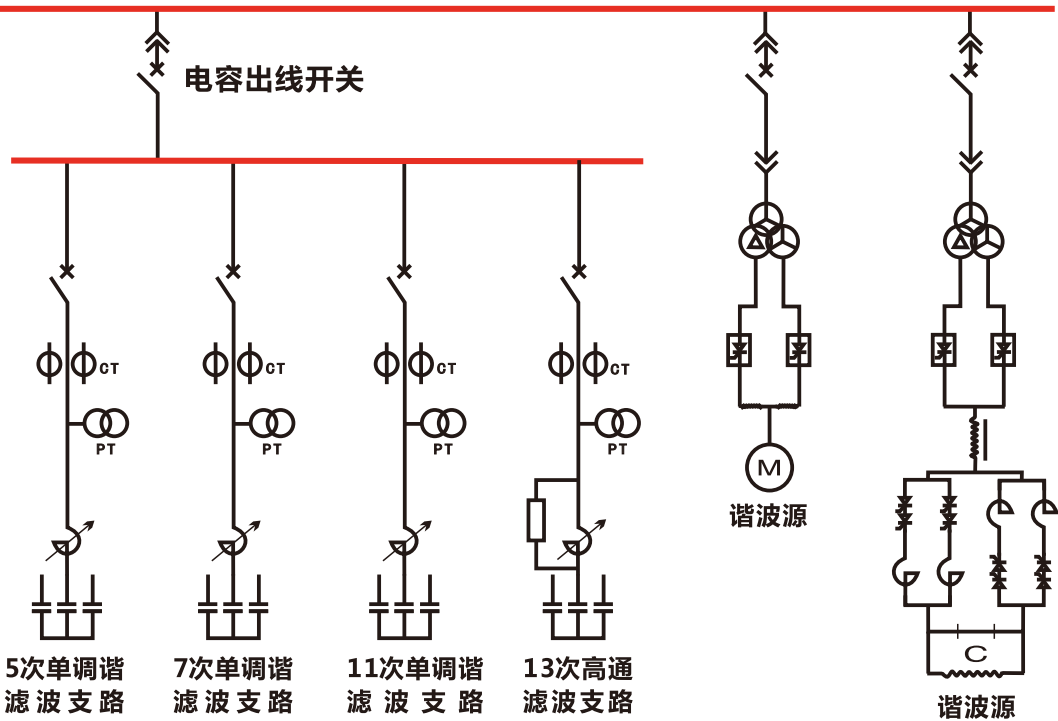 电容出线开关
CT
CT
CT
CT
PT
PT
PT
PT
M
谐波源
C
5次单调谐
滤波支路
7次单调谐
滤波支路
11次单调谐
滤波支路
13次高通
滤波支路
谐波源